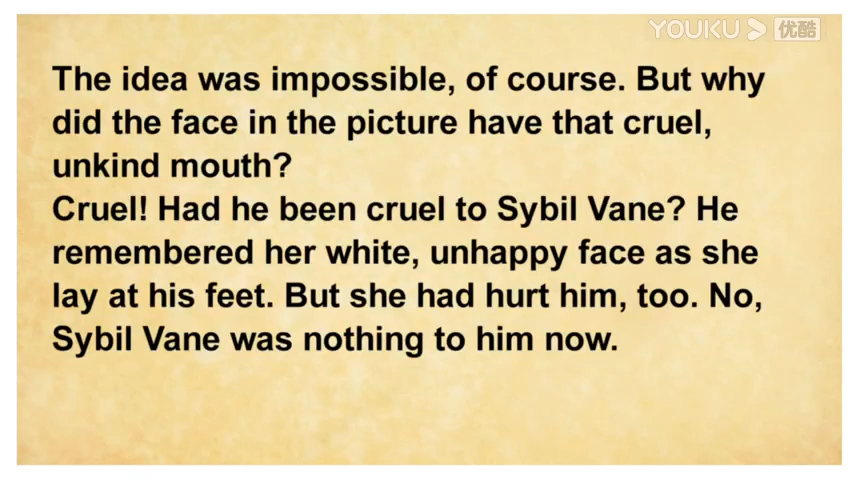 YOUKU 优酷
The idea was impossible, of course. But why
did the face in the picture have that cruel,
unkind mouth?
Cruel! Had he been cruel to Sybil Vane? He
remembered her white, unhappy face as she
lay at his feet. But she had hurt him, too. No,
Sybil Vane was nothing to him now.